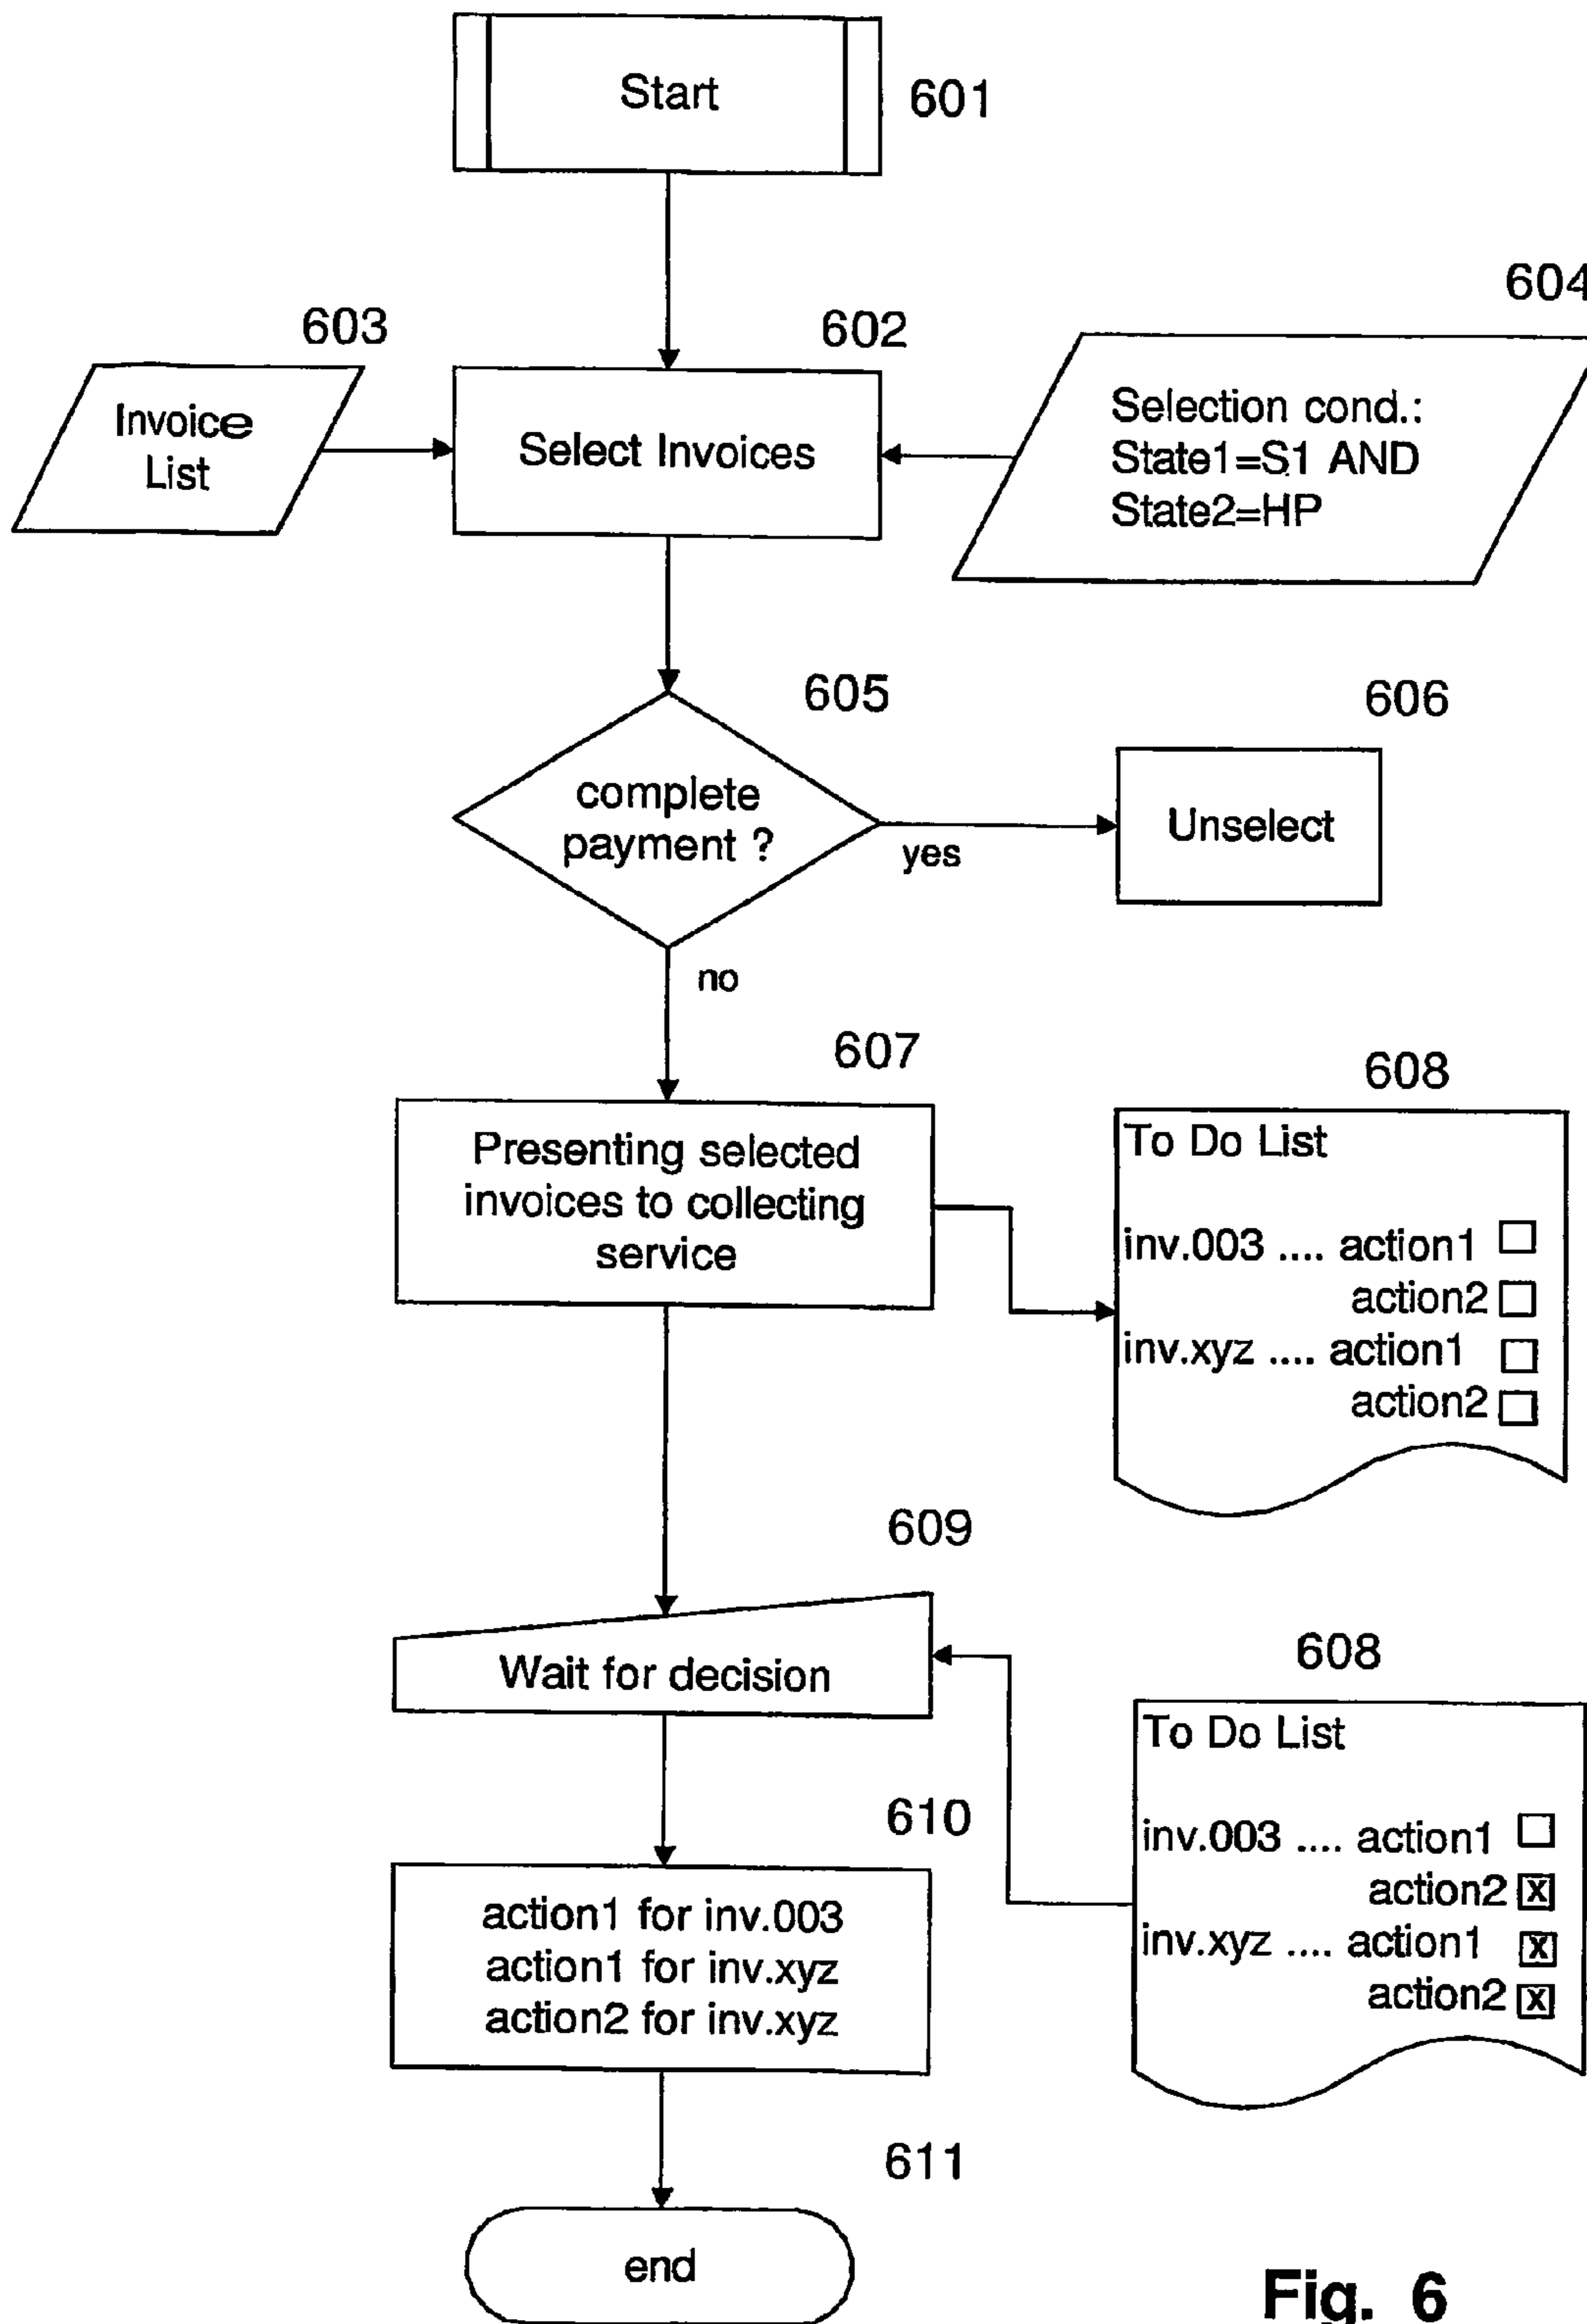 Start
601
604
603
602
Invoice
List
Select Invoices
Selection cond.:
State1=S1 AND
State2=HP
605
606
complete
payment ?
yes
Unselect
no
607
608
Presenting selected
invoices to collecting
service
To Do List
inv.003 .... action1
action2
inv.xyz .... action1
action2
609
Wait for decision
608
To Do List
inv.003 .... action1
action2 X
inv.xyz .... action1 X
action2 X
610
action1 for inv.003
action1 for inv.xyz
action2 for inv.xyz
611
end
Fig. 6